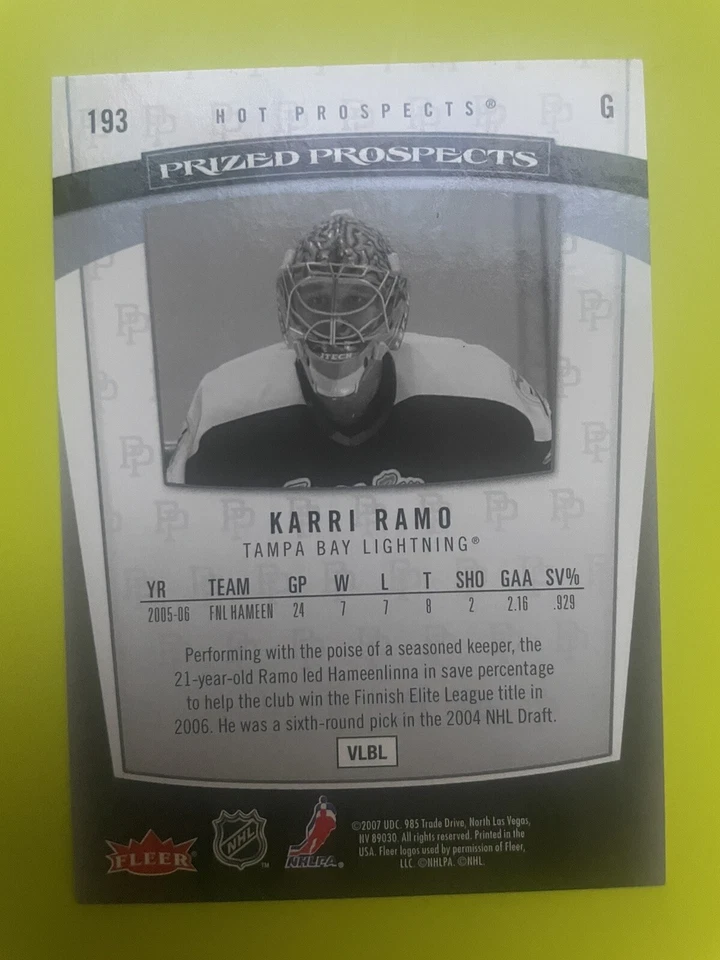 193 HOT PROSPECTS® G
PRIZED PROSPECTS
ITECH
KARRI RAMO
TAMPA BAY LIGHTNING®
YR TEAM GP W L T SHO GAA SV%
2005-06 FNL HAMEEN 24 7 7 8 2 2.16 .929
Performing with the poise of a seasoned keeper, the
21-year-old Ramo led Hameenlinna in save percentage
to help the club win the Finnish Elite League title in
2006. He was a sixth-round pick in the 2004 NHL Draft.
VLBL
FLEER
NHL™
NHLPA®
©2007 UDC. 985 Trade Drive, North Las Vegas,
NV 89030. All rights reserved. Printed in the
USA. Fleer logos used by permission of Fleer,
LLC. ©NHLPA. ©NHL.